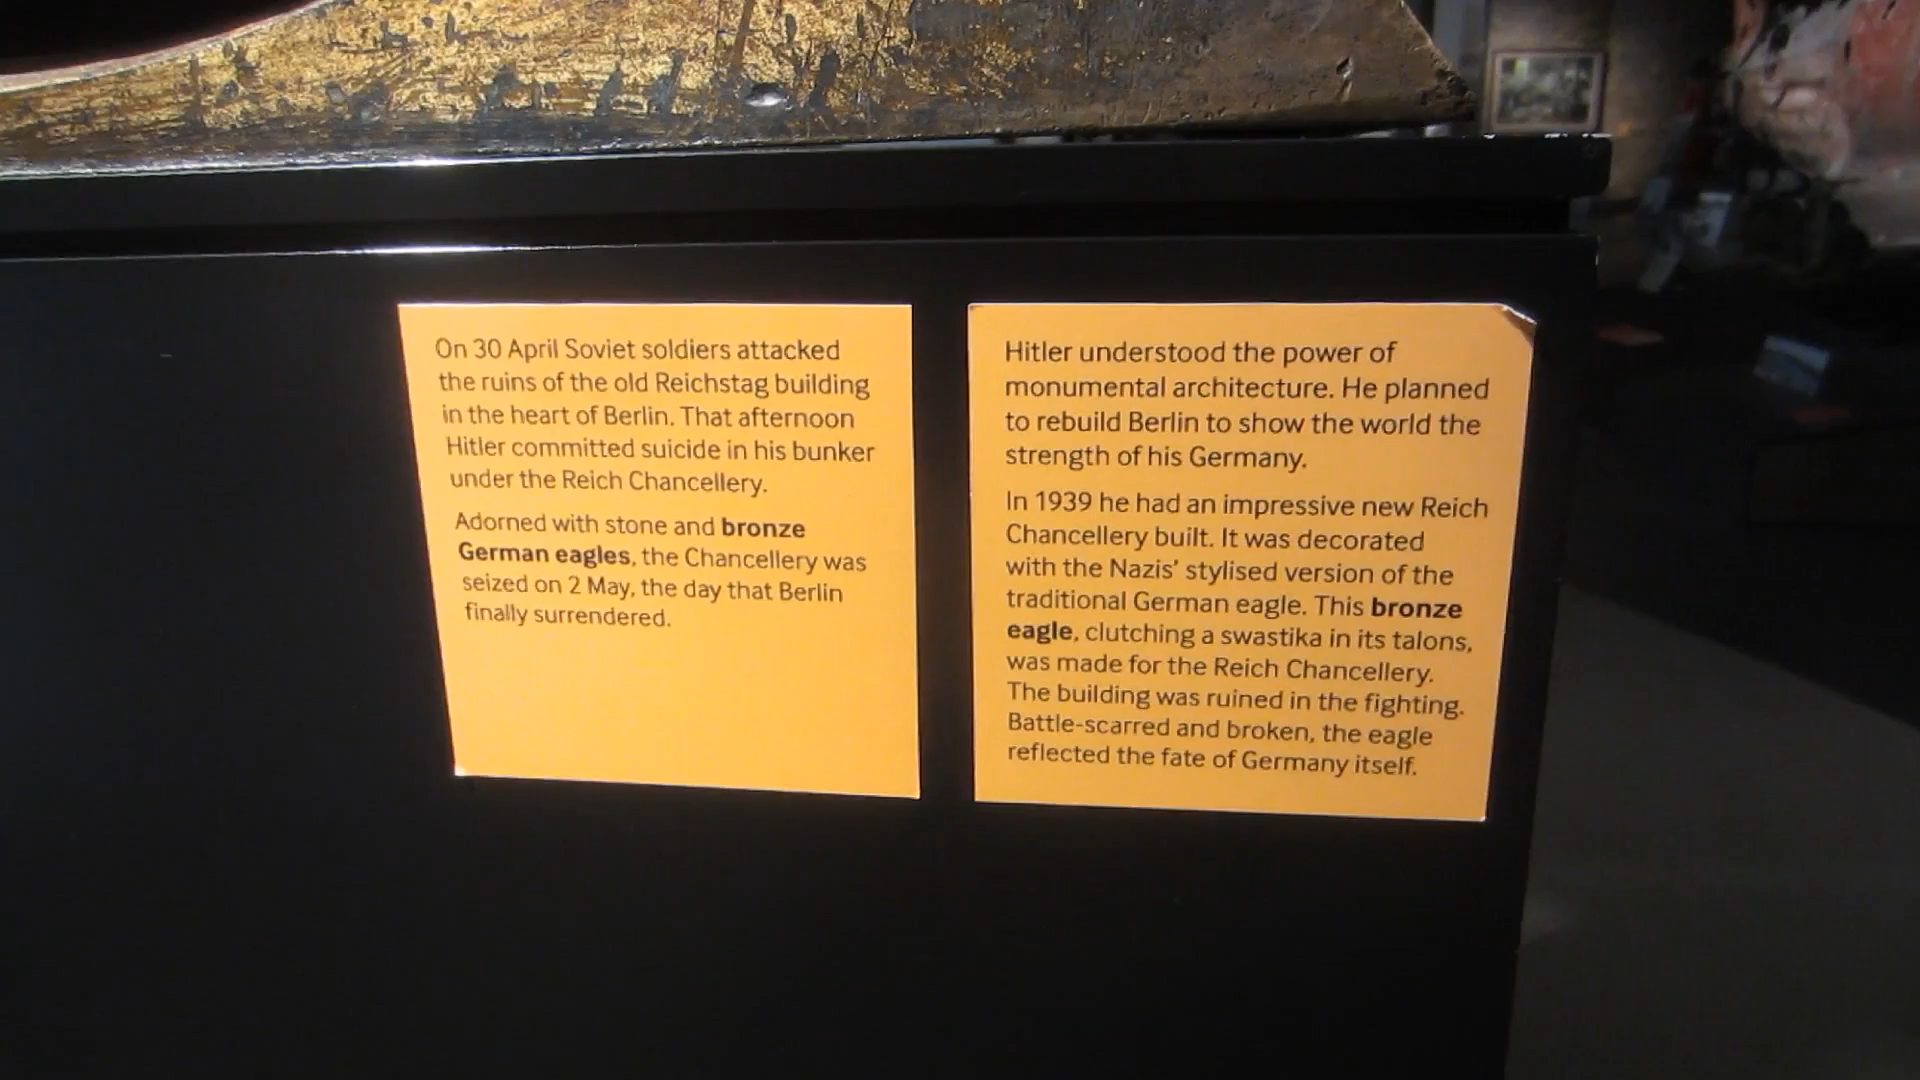 On 30 April Soviet soldiers attacked
the ruins of the old Reichstag building
in the heart of Berlin. That afternoon
Hitler committed suicide in his bunker
under the Reich Chancellery.
Adorned with stone and bronze
German eagles, the Chancellery was
seized on 2 May, the day that Berlin
finally surrendered.
Hitler understood the power of
monumental architecture. He planned
to rebuild Berlin to show the world the
strength of his Germany.
In 1939 he had an impressive new Reich
Chancellery built. It was decorated
with the Nazis’ stylised version of the
traditional German eagle. This bronze
eagle, clutching a swastika in its talons,
was made for the Reich Chancellery.
The building was ruined in the fighting.
Battle-scarred and broken, the eagle
reflected the fate of Germany itself.